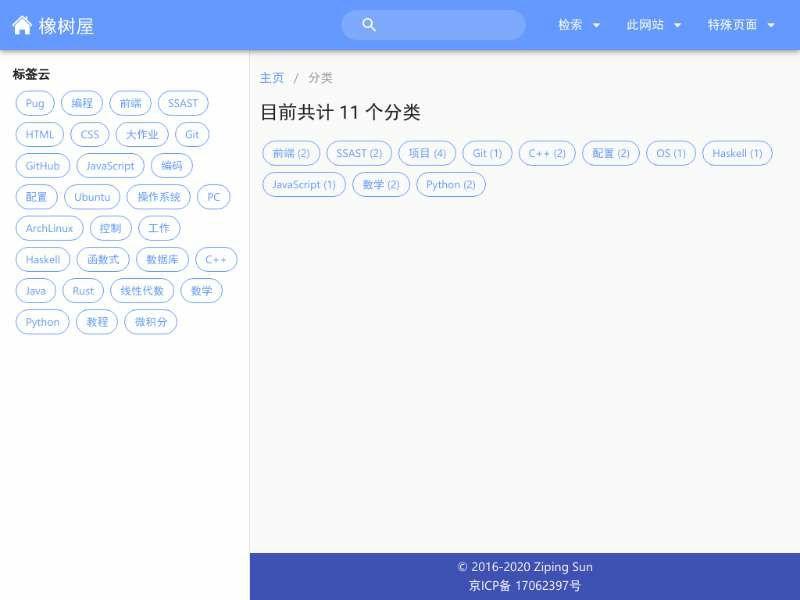 橡树屋
检索 此网站 特殊页面
标签云
Pug 编程 前端 SSAST
HTML CSS 大作业 Git
GitHub JavaScript 编码
配置 Ubuntu 操作系统 PC
ArchLinux 控制 工作
Haskell 函数式 数据库 C++
Java Rust 线性代数 数学
Python 教程 微积分
主页 / 分类
目前共计 11 个分类
前端 (2) SSAST (2) 项目 (4) Git (1) C++ (2) 配置 (2) OS (1) Haskell (1)
JavaScript (1) 数学 (2) Python (2)
© 2016-2020 Ziping Sun
京ICP备 17062397号